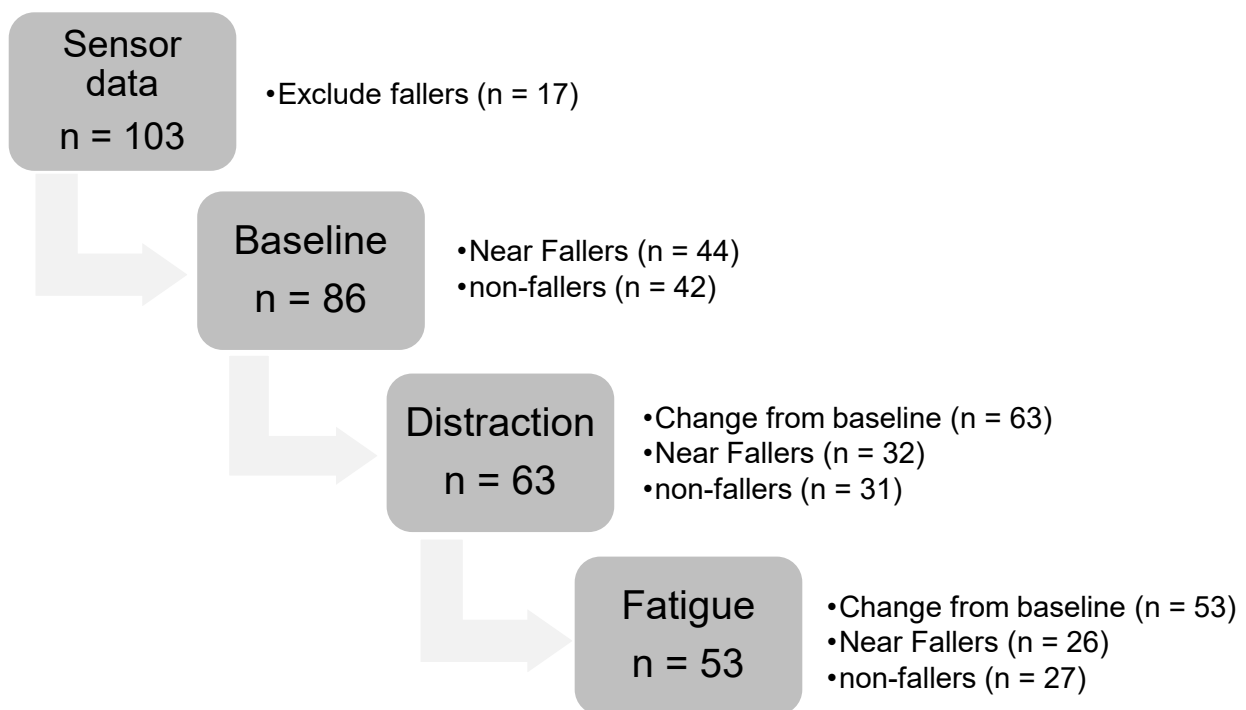 Sensor
data
n = 103
•Exclude fallers (n = 17)
Baseline
n = 86
•Near Fallers (n = 44)
•non-fallers (n = 42)
Distraction
n = 63
•Change from baseline (n = 63)
•Near Fallers (n = 32)
•non-fallers (n = 31)
Fatigue
n = 53
•Change from baseline (n = 53)
•Near Fallers (n = 26)
•non-fallers (n = 27)